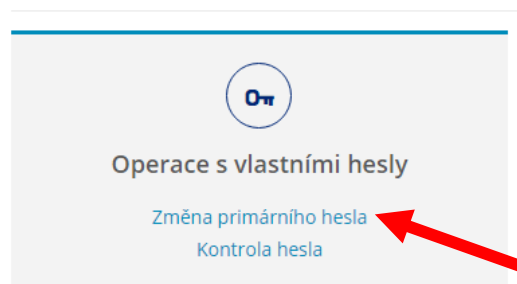 Operace s vlastními hesly
Změna primárního hesla
Kontrola hesla